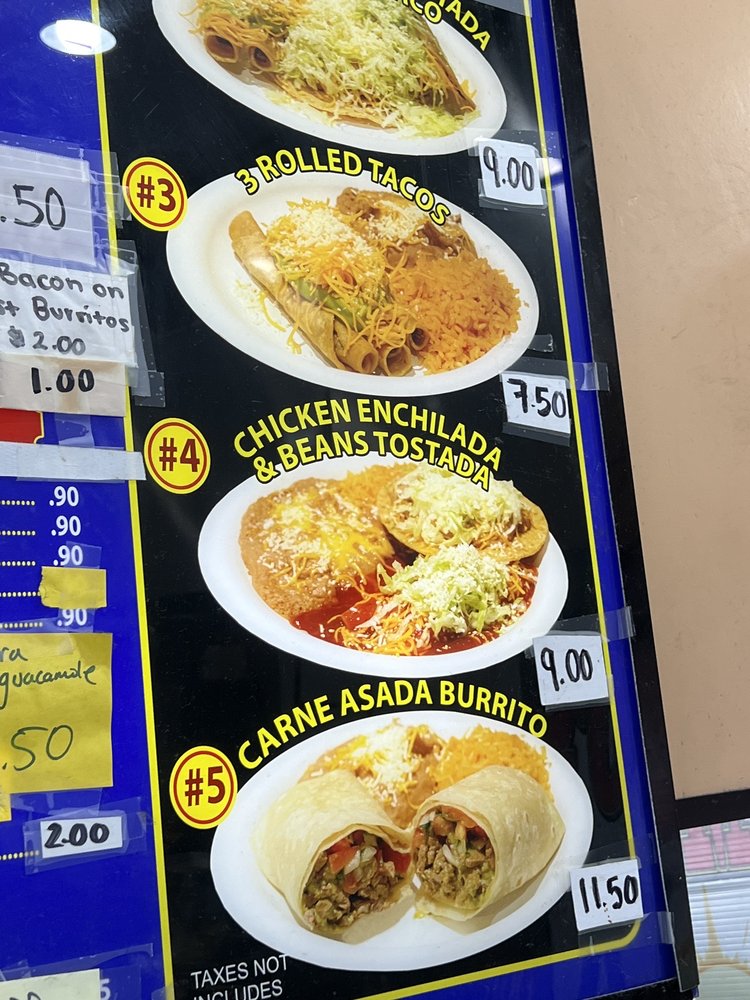 9.00
#3
3 ROLLED TACOS
7.50
#4
CHICKEN ENCHILADA
& BEANS TOSTADA
9.00
#5
CARNE ASADA BURRITO
11.50
TAXES NOT
INCLUDES
.50
Bacon on
Burritos
$2.00
1.00
.90
.90
.90
.90
guacamole
.50
2.00